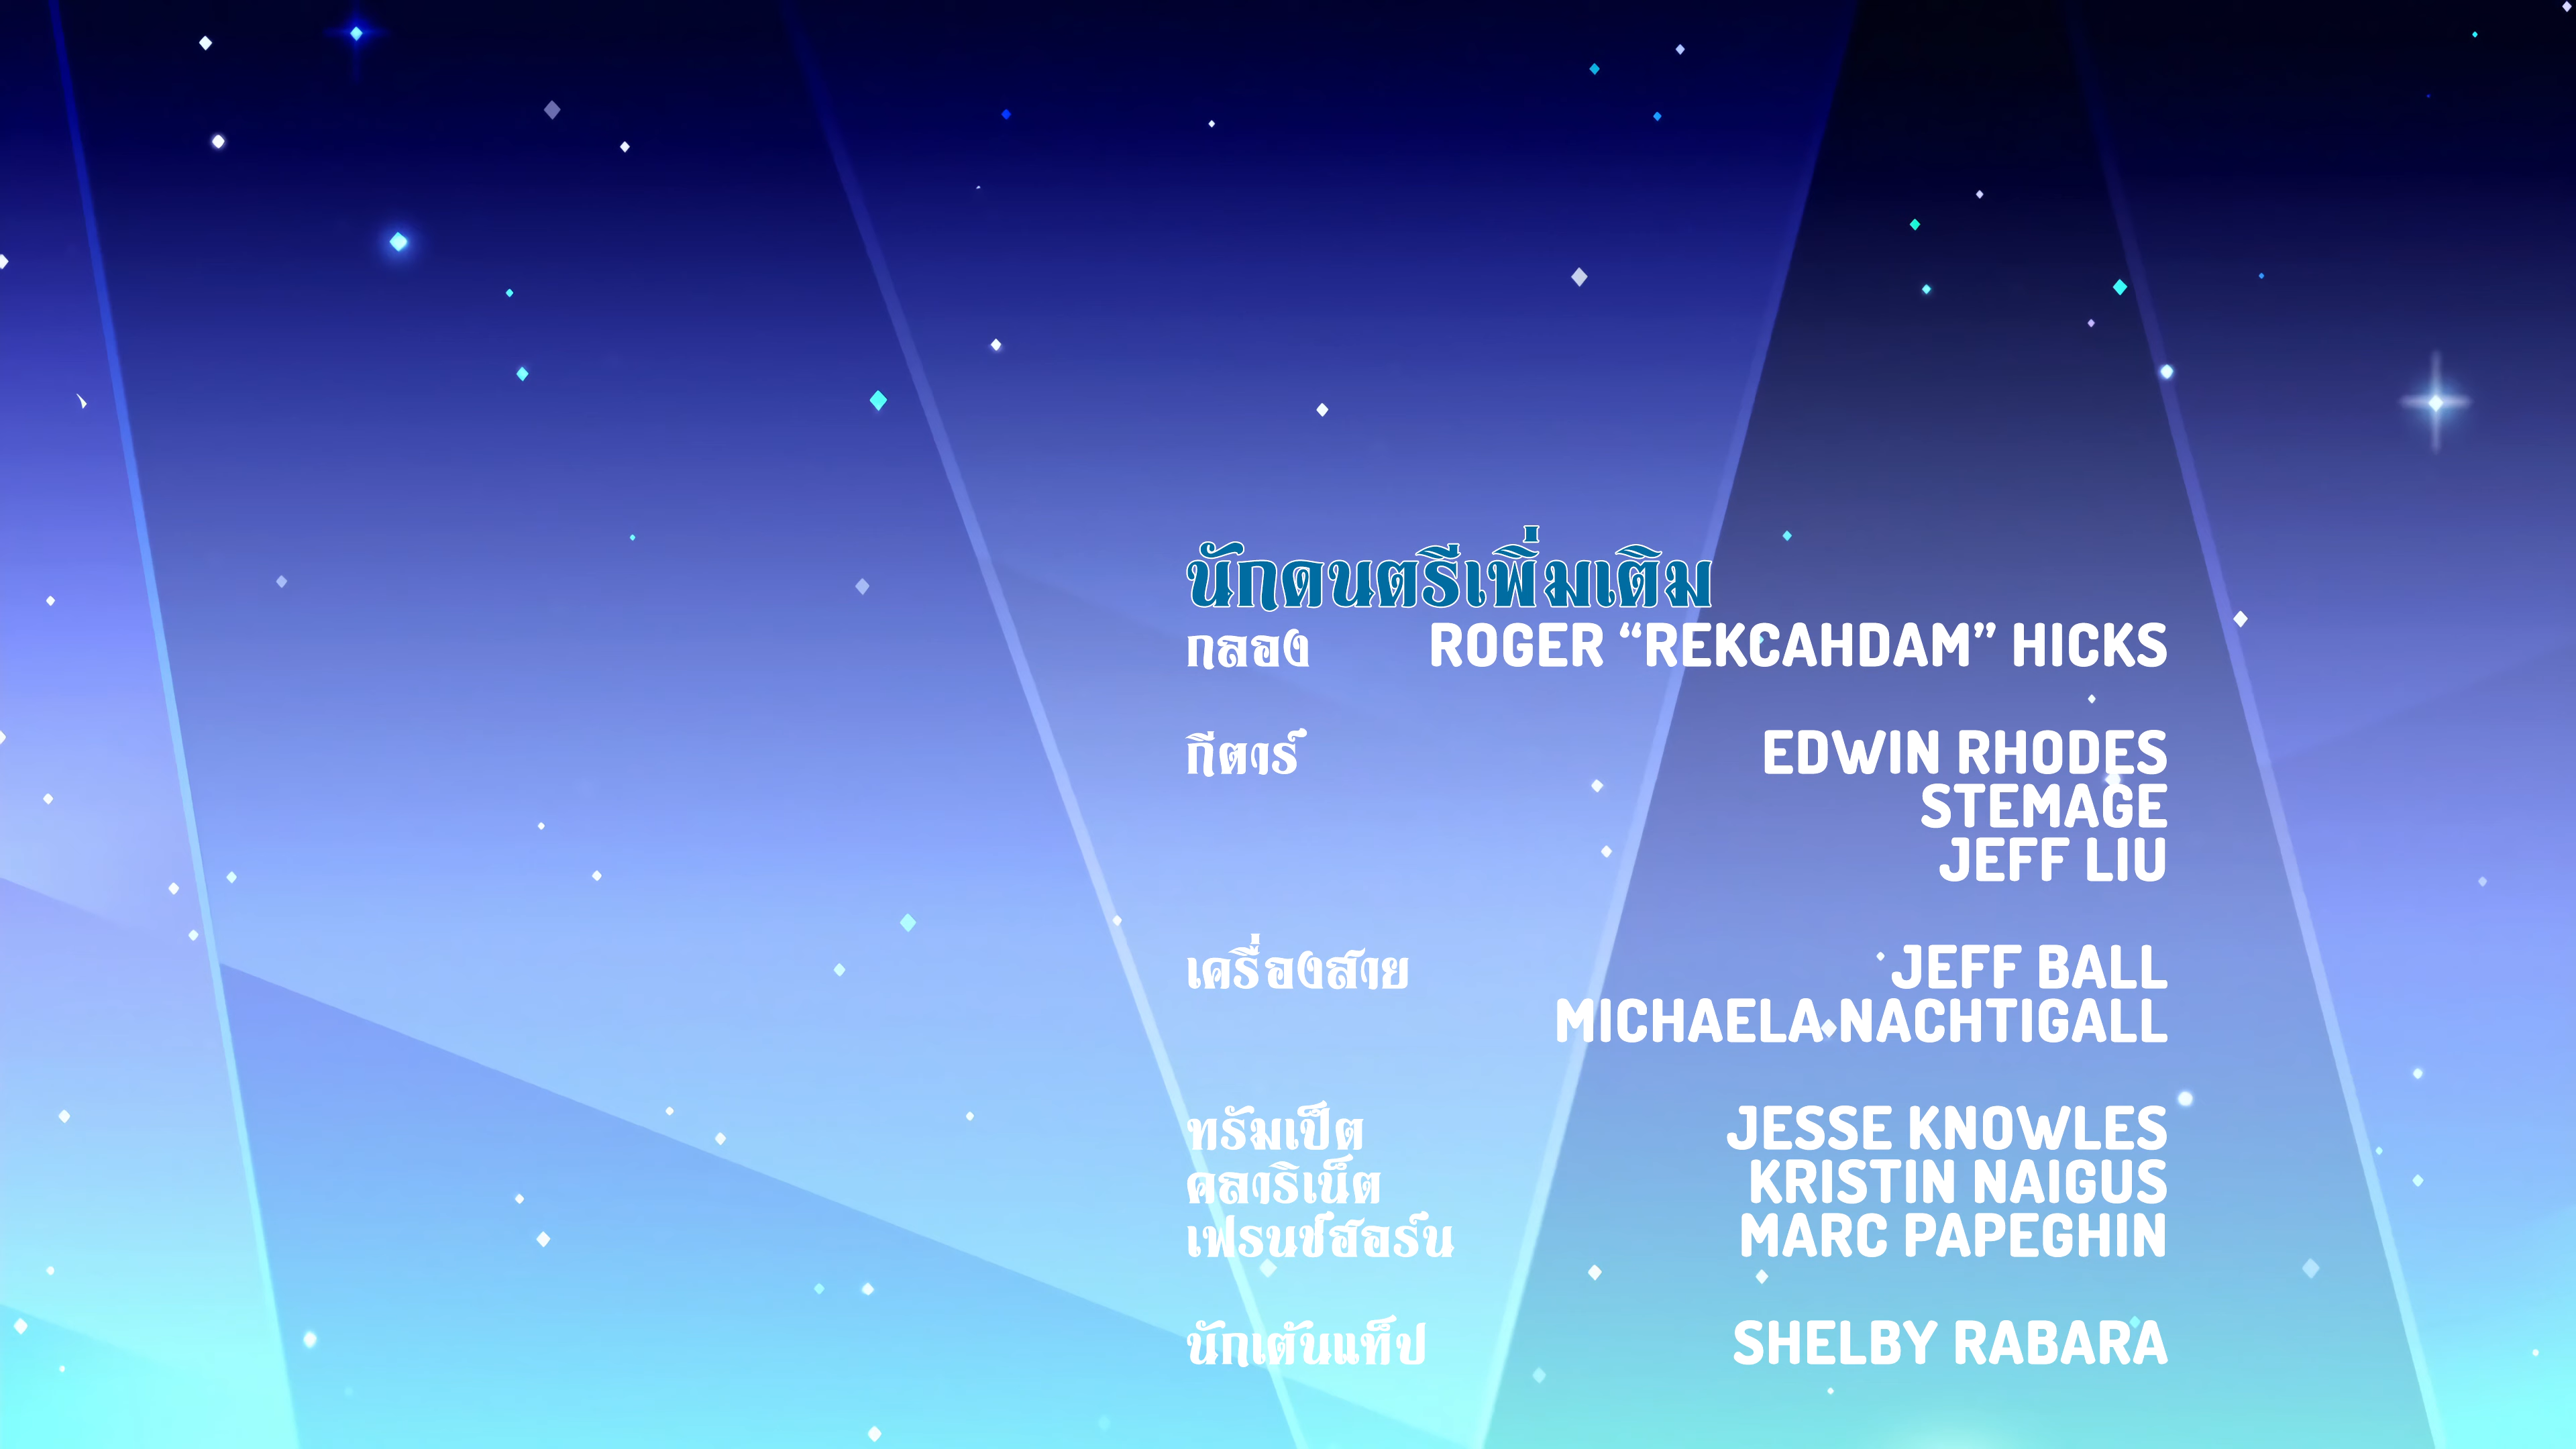 นักดนตรีเพิ่มเติม
กลอง ROGER “REKCAHDAM” HICKS
กีตาร์ EDWIN RHODES
STEMAGE
JEFF LIU
เครื่องสาย JEFF BALL
MICHAELA NACHTIGALL
ทรัมเป็ต JESSE KNOWLES
คลาริเน็ต KRISTIN NAIGUS
เฟรนช์ฮอร์น MARC PAPEGHIN
นักเต้นแท็ป SHELBY RABARA